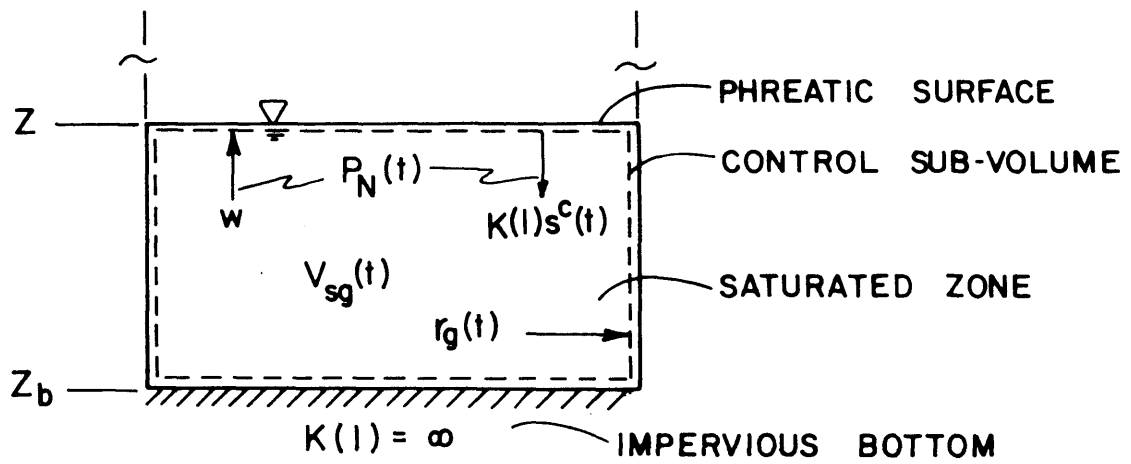 Z
PHREATIC SURFACE
P_N(t)
CONTROL SUB-VOLUME
w
K(1)s^c(t)
V_sg(t)
SATURATED ZONE
r_g(t)
Z_b
K(1) = ∞
IMPERVIOUS BOTTOM